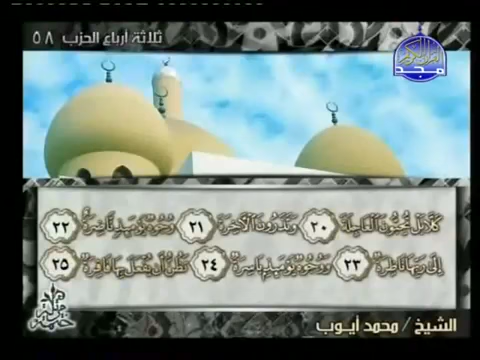 ثلاثة أرباع الحزب ٥٨
مجد
كَلَّا بَلْ تُحِبُّونَ الْعَاجِلَةَ ٢٠ وَتَذَرُونَ الْآخِرَةَ ٢١ وُجُوهٌ يَوْمَئِذٍ نَّاضِرَةٌ ٢٢
إِلَىٰ رَبِّهَا نَاظِرَةٌ ٢٣ وَوُجُوهٌ يَوْمَئِذٍ بَاسِرَةٌ ٢٤ تَظُنُّ أَن يُفْعَلَ بِهَا فَاقِرَةٌ ٢٥
الشيخ / محمد أيوب